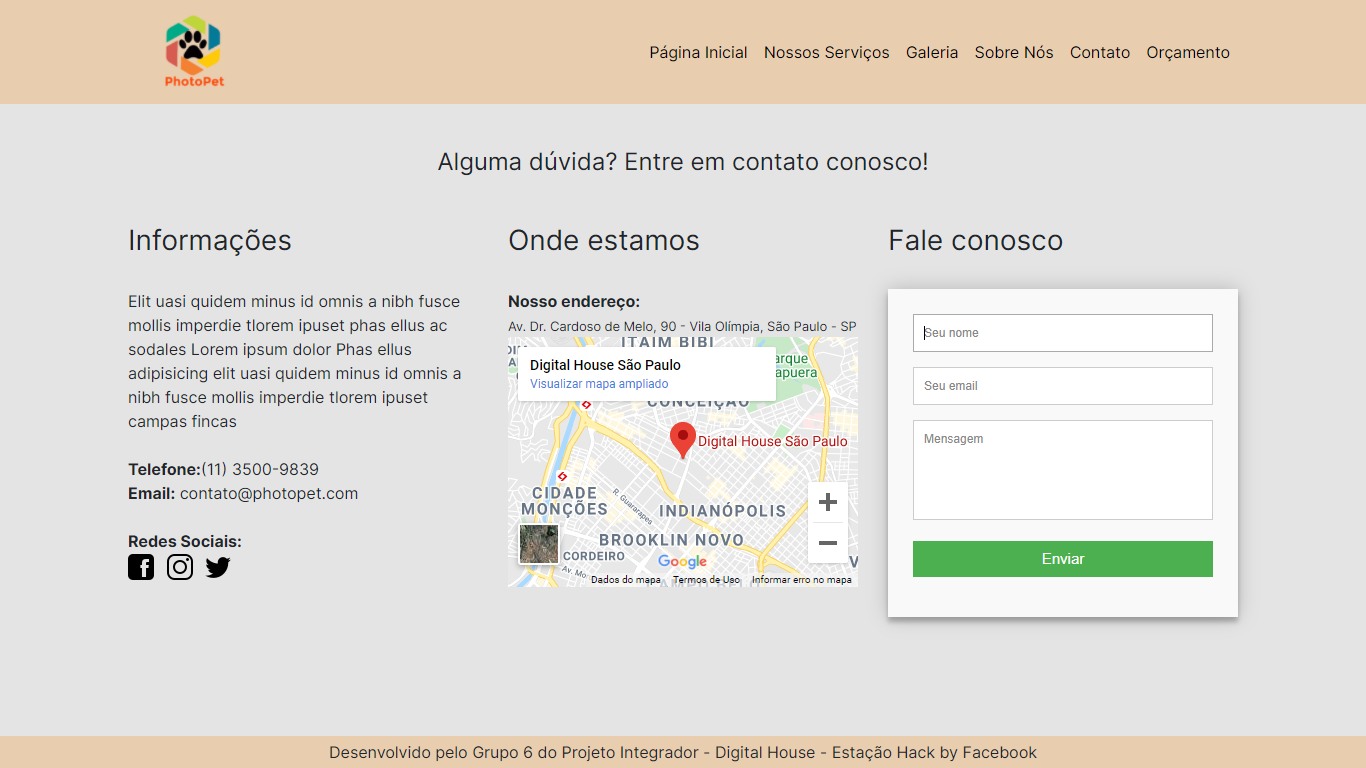 PhotoPet
Página Inicial Nossos Serviços Galeria Sobre Nós Contato Orçamento
Alguma dúvida? Entre em contato conosco!
Informações
Elit uasi quidem minus id omnis a nibh fusce
mollis imperdie tlorem ipuset phas ellus ac
sodales Lorem ipsum dolor Phas ellus
adipisicing elit uasi quidem minus id omnis a
nibh fusce mollis imperdie tlorem ipuset
campas fincas
Telefone:(11) 3500-9839
Email: contato@photopet.com
Redes Sociais:
Onde estamos
Nosso endereço:
Av. Dr. Cardoso de Melo, 90 - Vila Olímpia, São Paulo - SP
ITAIM BIBI
Digital House São Paulo
Visualizar mapa ampliado
arque
apuera
CONCEIÇÃO
Digital House São Paulo
CIDADE
MONÇÕES
R. Guararapes
INDIANÓPOLIS
BROOKLIN NOVO
CORDEIRO
Google
Dados do mapa Termos de Uso Informar erro no mapa
Fale conosco
Seu nome
Seu email
Mensagem
Enviar
Desenvolvido pelo Grupo 6 do Projeto Integrador - Digital House - Estação Hack by Facebook